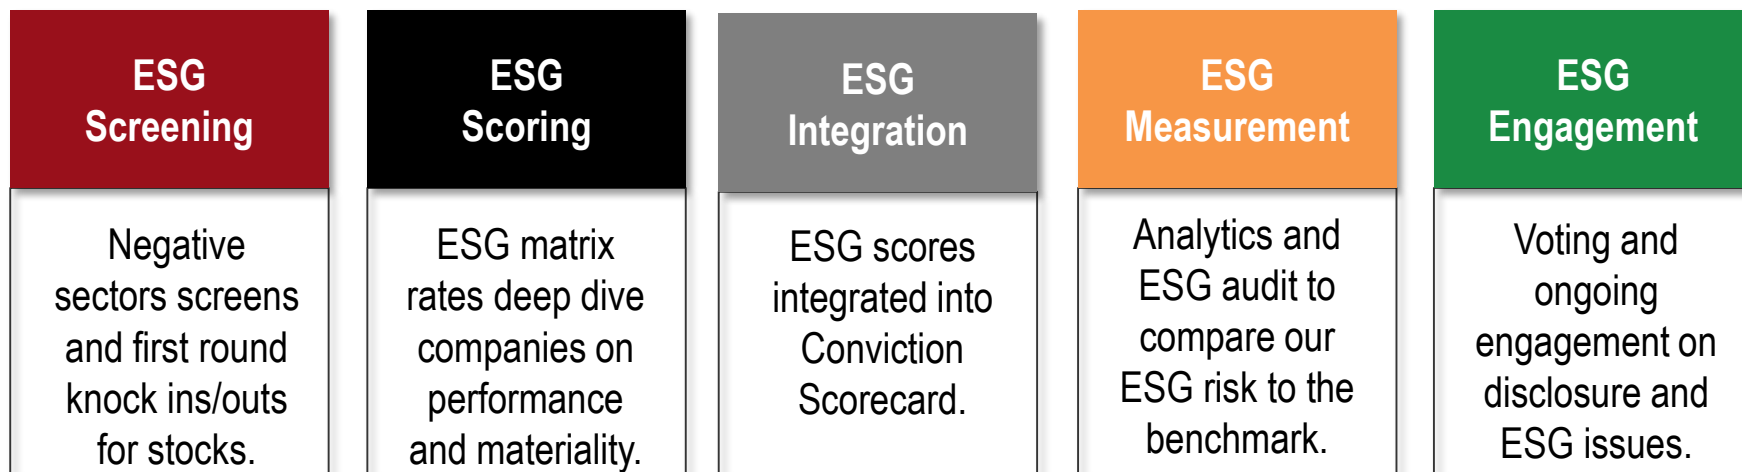 ESG
Screening
Negative
sectors screens
and first round
knock ins/outs
for stocks.
ESG
Scoring
ESG matrix
rates deep dive
companies on
performance
and materiality.
ESG
Integration
ESG scores
integrated into
Conviction
Scorecard.
ESG
Measurement
Analytics and
ESG audit to
compare our
ESG risk to the
benchmark.
ESG
Engagement
Voting and
ongoing
engagement on
disclosure and
ESG issues.